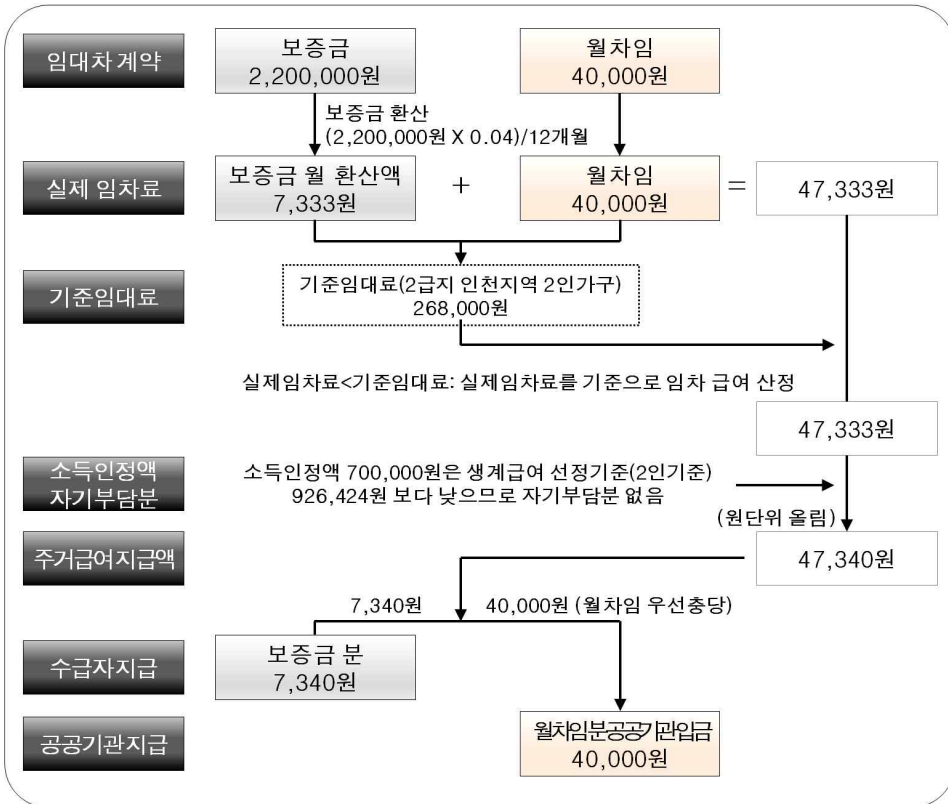 임대차 계약
보증금
2,200,000원
월차임
40,000원
보증금 환산
(2,200,000원 X 0.04)/12개월
실제 임차료
보증금 월 환산액
7,333원
+
월차임
40,000원
=
47,333원
기준임대료
기준임대료(2급지 인천지역 2인가구)
268,000원
실제임차료<기준임대료: 실제임차료를 기준으로 임차 급여 산정
47,333원
소득인정액
자기부담분
소득인정액 700,000원은 생계급여 선정기준(2인기준)
926,424원 보다 낮으므로 자기부담분 없음
(원단위 올림)
주거급여지급액
47,340원
7,340원
40,000원 (월차임 우선충당)
수급자지급
보증금 분
7,340원
공공기관지급
월차임분공공기관입금
40,000원